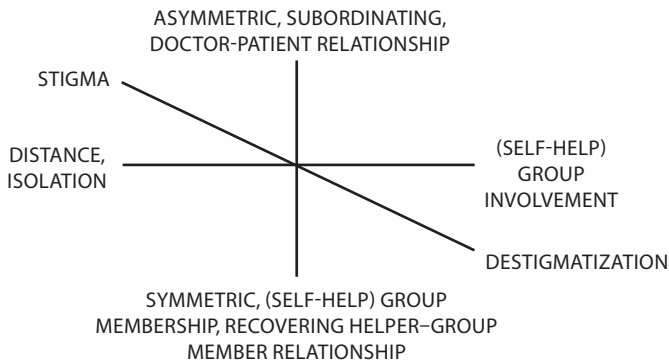 ASYMMETRIC, SUBORDINATING,
DOCTOR-PATIENT RELATIONSHIP
STIGMA
DISTANCE,
ISOLATION
(SELF-HELP)
GROUP
INVOLVEMENT
DESTIGMATIZATION
SYMMETRIC, (SELF-HELP) GROUP
MEMBERSHIP, RECOVERING HELPER–GROUP
MEMBER RELATIONSHIP